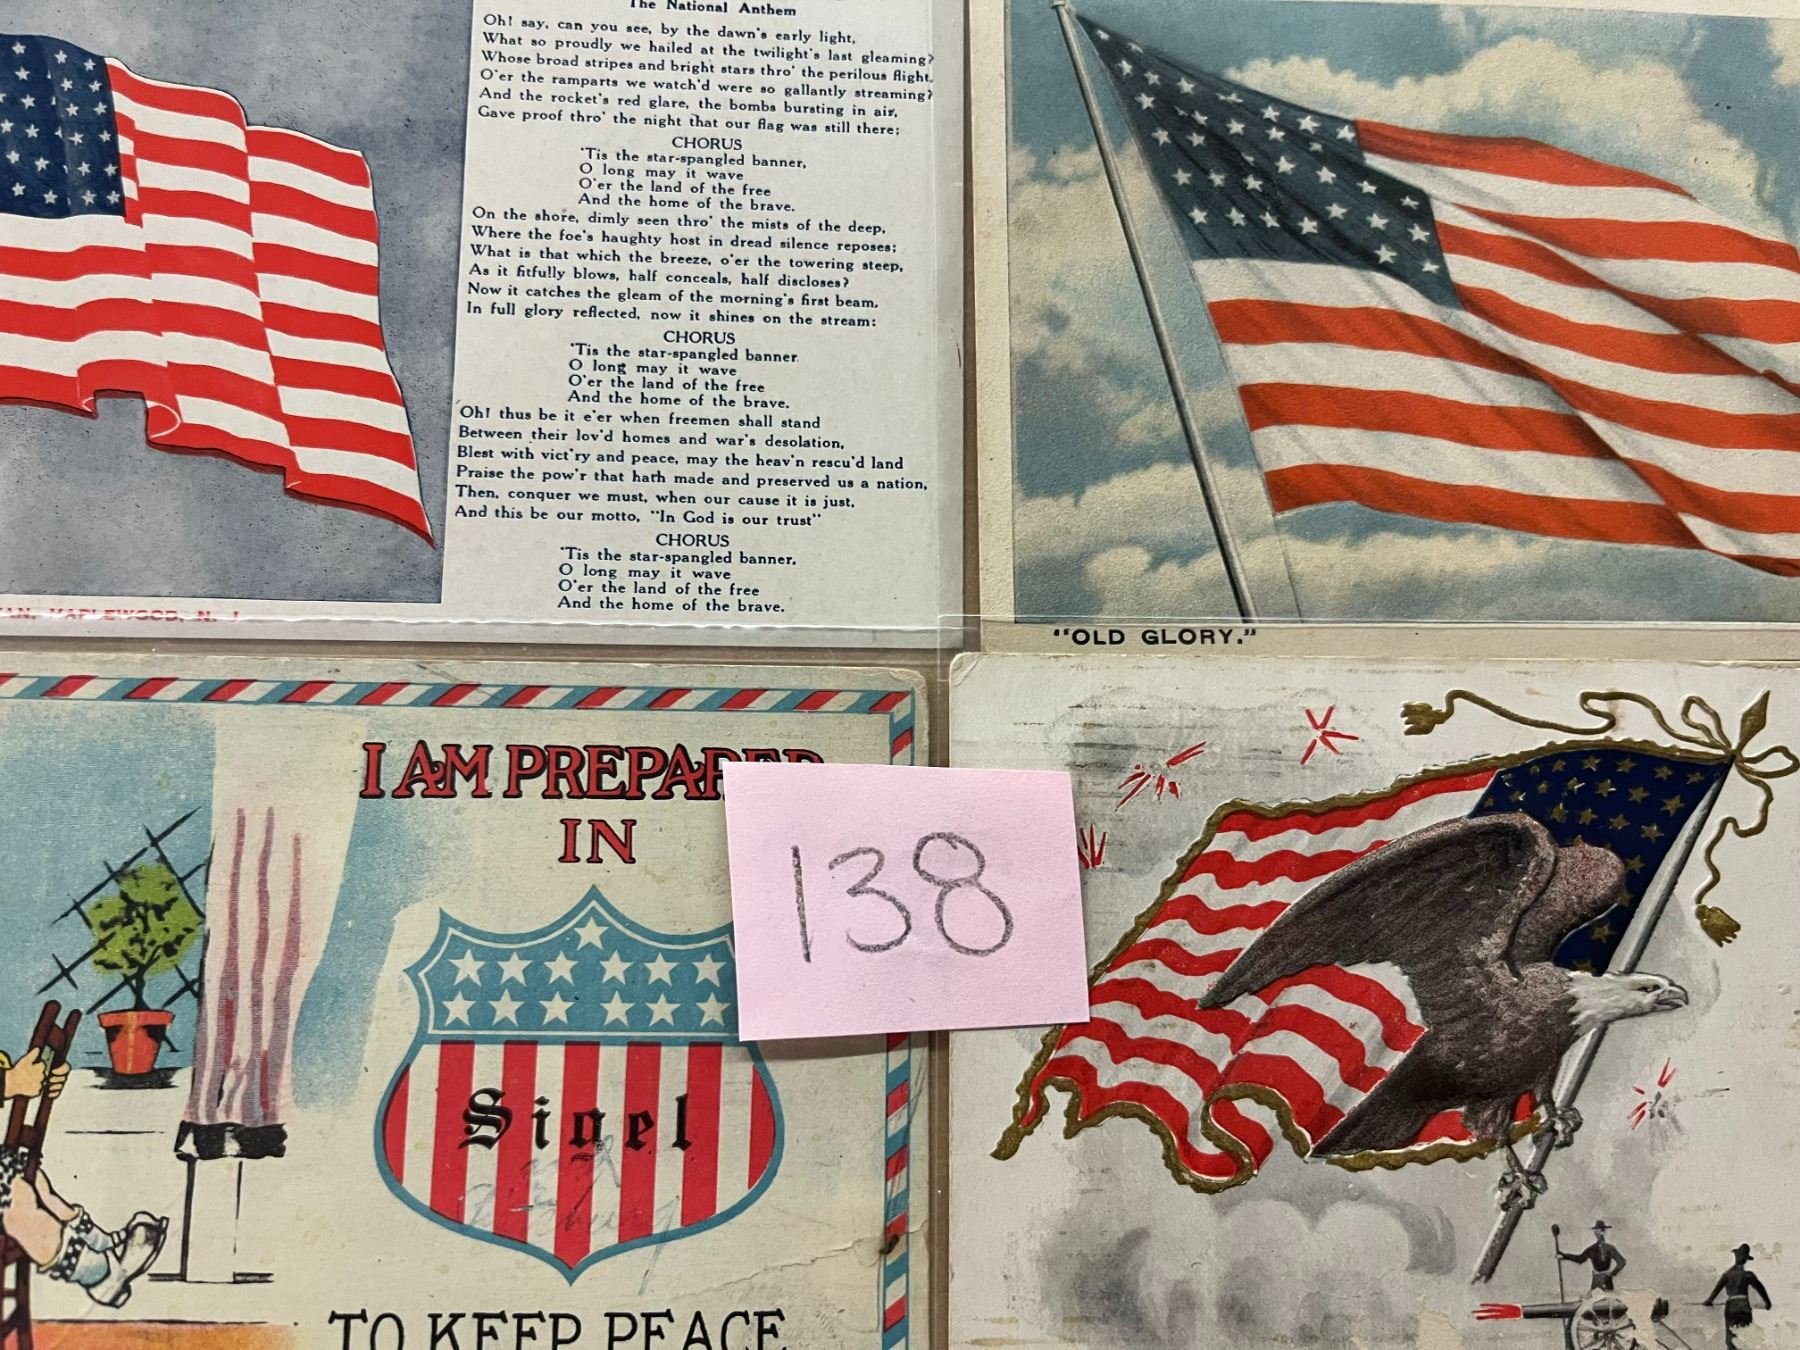 The National Anthem
Oh! say, can you see, by the dawn's early light,
What so proudly we hailed at the twilight's last gleaming?
Whose broad stripes and bright stars thro' the perilous flight,
O'er the ramparts we watch'd were so gallantly streaming?
And the rocket's red glare, the bombs bursting in air,
Gave proof thro' the night that our flag was still there;
CHORUS
'Tis the star-spangled banner,
O long may it wave
O'er the land of the free
And the home of the brave.
On the shore, dimly seen thro' the mists of the deep,
Where the foe's haughty host in dread silence reposes;
What is that which the breeze, o'er the towering steep,
As it fitfully blows, half conceals, half discloses?
Now it catches the gleam of the morning's first beam,
In full glory reflected, now it shines on the stream:
CHORUS
'Tis the star-spangled banner
O long may it wave
O'er the land of the free
And the home of the brave.
Oh! thus be it e'er when freemen shall stand
Between their lov'd homes and war's desolation,
Blest with vict'ry and peace, may the heav'n rescu'd land
Praise the pow'r that hath made and preserved us a nation,
Then, conquer we must, when our cause it is just,
And this be our motto, "In God is our trust"
CHORUS
'Tis the star-spangled banner,
O long may it wave
O'er the land of the free
And the home of the brave.
MAPLEWOOD, N. J.
"OLD GLORY."
I AM PREPARED
IN
138
Sigel
TO KEEP PEACE